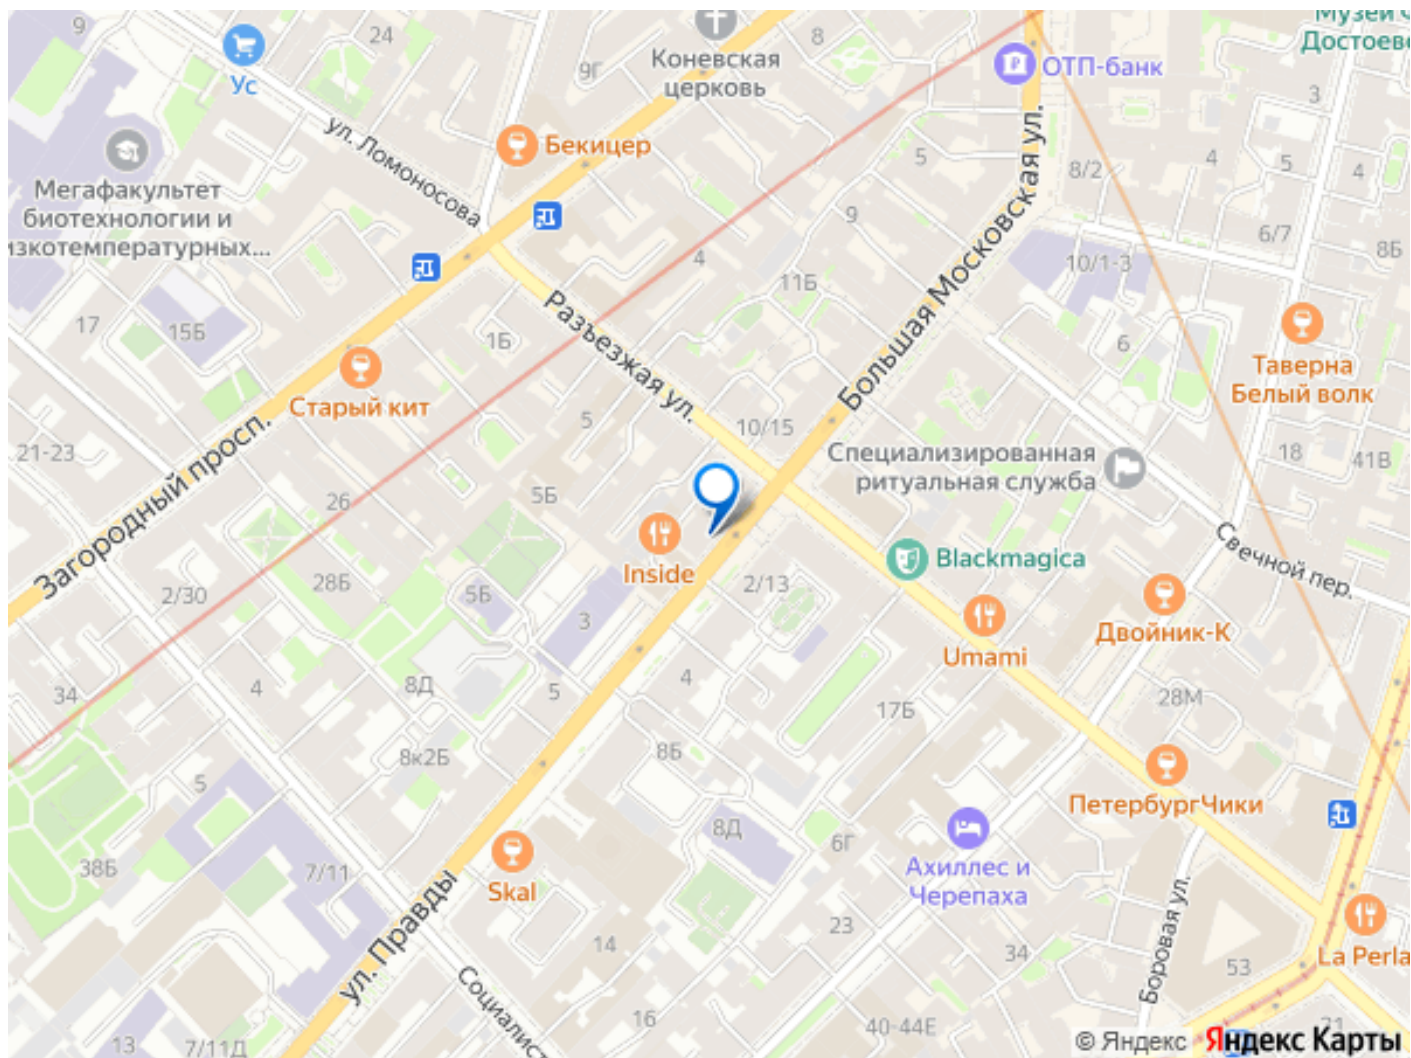 9
24
8
Музей
Достоевс
Ус
9Г
Коневская
церковь
ОТП-банк
3
ул. Ломоносова
Бекицер
5
8/2
4
5
4
Мегафакультет
биотехнологии и
изкотемпературных...
9
Большая Московская ул.
6/7
8Б
4
11Б
10/1-3
17
15Б
1Б
Разъезжая ул.
6
Таверна
Белый волк
Старый кит
5
10/15
21-23
Загородный просп.
Специализированная
ритуальная служба
18
41В
26
5Б
Свечной пер.
Inside
Blackmagica
28Б
2/30
5Б
2/13
3
Двойник-К
Umami
34
4
8Д
5
4
28М
17Б
8к2Б
8Б
5
ПетербургЧики
8Д
6Г
38Б
7/11
Skal
Ахиллес и
Черепаха
ул. Правды
23
Боровая ул.
14
34
La Perla
53
Социалист
16
40-44Е
21
13
7/11Д
© Яндекс Яндекс Карты